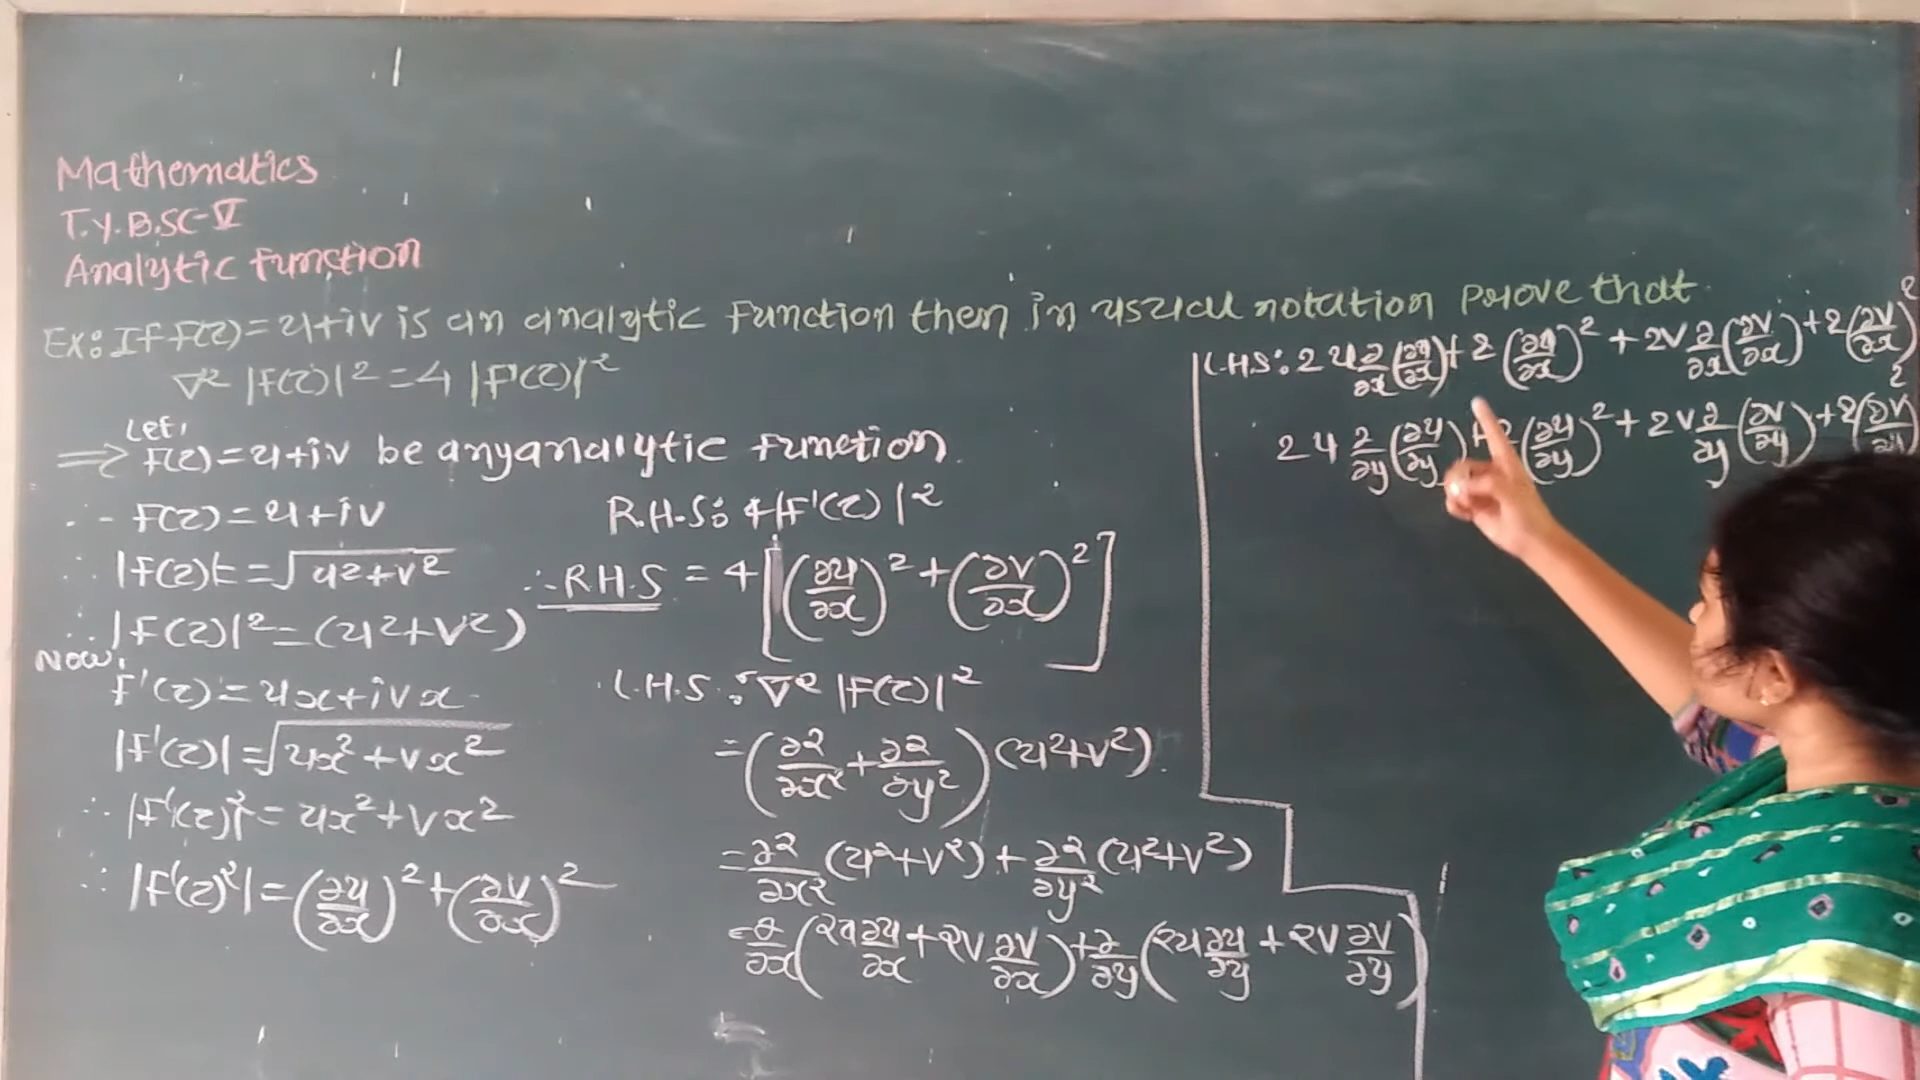 Mathematics
T.Y.B.SC-V
Analytic Function
Ex: If f(z) = u+iv is an analytic Function then in usual notation prove that
∇² |F(z)|² = 4 |F'(z)|²
Let,
⇒ F(z) = u+iv be any analytic function
∴ F(z) = u+iv
∴ |F(z)| = √u²+v²
∴ |F(z)|² = (u²+v²)
Now,
F'(z) = ux+ivx
|F'(z)| = √ux²+vx²
∴ |F'(z)|² = ux²+vx²
∴ |F'(z)²| = (∂u/∂x)² + (∂v/∂x)²
R.H.S: 4|F'(z)|²
∴ R.H.S = 4[(∂u/∂x)² + (∂v/∂x)²]
L.H.S.: ∇² |F(z)|²
= (∂²/∂x² + ∂²/∂y²) (u²+v²)
= ∂²/∂x² (u²+v²) + ∂²/∂y² (u²+v²)
= ∂/∂x (2u ∂u/∂x + 2v ∂v/∂x) + ∂/∂y (2u ∂u/∂y + 2v ∂v/∂y)
L.H.S: 2u ∂/∂x (∂u/∂x) + 2 (∂u/∂x)² + 2v ∂/∂x (∂v/∂x) + 2 (∂v/∂x)²
2u ∂/∂y (∂u/∂y) + 2 (∂u/∂y)² + 2v ∂/∂y (∂v/∂y) + 2 (∂v/∂y)²